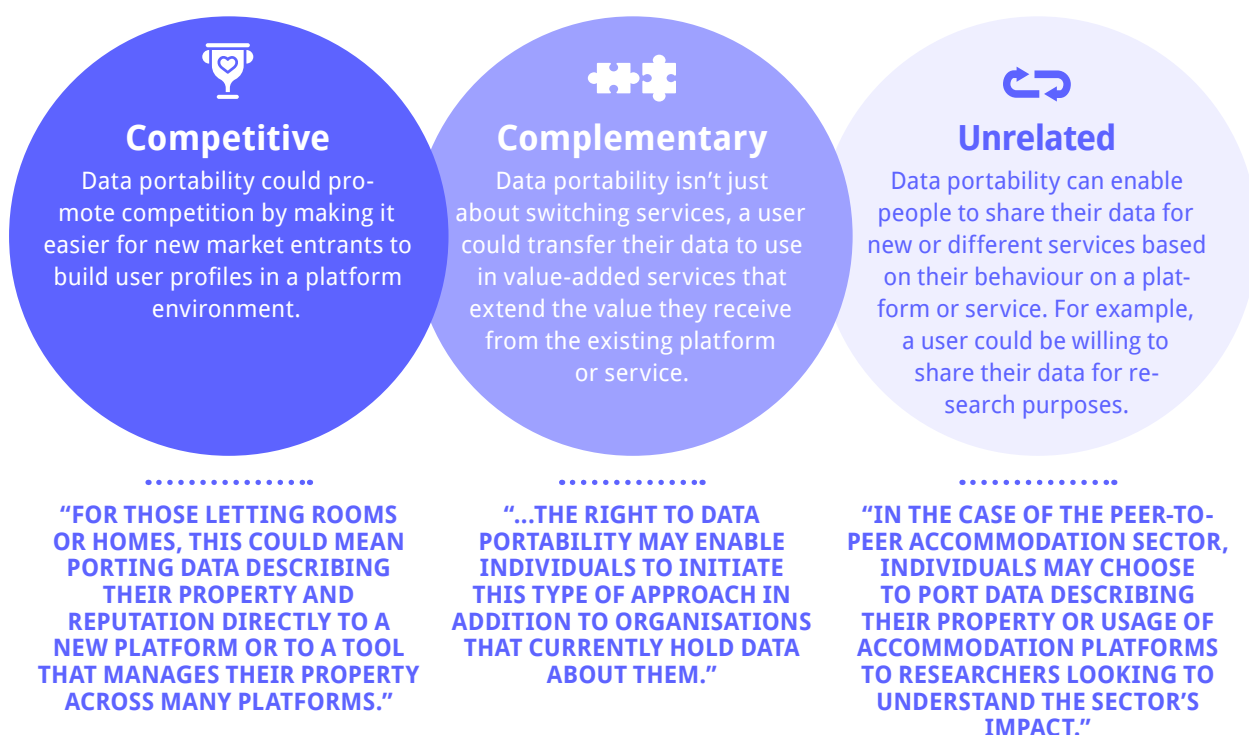 Competitive
Data portability could pro-
mote competition by making it
easier for new market entrants to
build user profiles in a platform
environment.
Complementary
Data portability isn’t just
about switching services, a user
could transfer their data to use
in value-added services that
extend the value they receive
from the existing platform
or service.
Unrelated
Data portability can enable
people to share their data for
new or different services based
on their behaviour on a plat-
form or service. For example,
a user could be willing to
share their data for re-
search purposes.
“FOR THOSE LETTING ROOMS
OR HOMES, THIS COULD MEAN
PORTING DATA DESCRIBING
THEIR PROPERTY AND
REPUTATION DIRECTLY TO A
NEW PLATFORM OR TO A TOOL
THAT MANAGES THEIR PROPERTY
ACROSS MANY PLATFORMS.”
“...THE RIGHT TO DATA
PORTABILITY MAY ENABLE
INDIVIDUALS TO INITIATE
THIS TYPE OF APPROACH IN
ADDITION TO ORGANISATIONS
THAT CURRENTLY HOLD DATA
ABOUT THEM.”
“IN THE CASE OF THE PEER-TO-
PEER ACCOMMODATION SECTOR,
INDIVIDUALS MAY CHOOSE
TO PORT DATA DESCRIBING
THEIR PROPERTY OR USAGE OF
ACCOMMODATION PLATFORMS
TO RESEARCHERS LOOKING TO
UNDERSTAND THE SECTOR’S
IMPACT.”